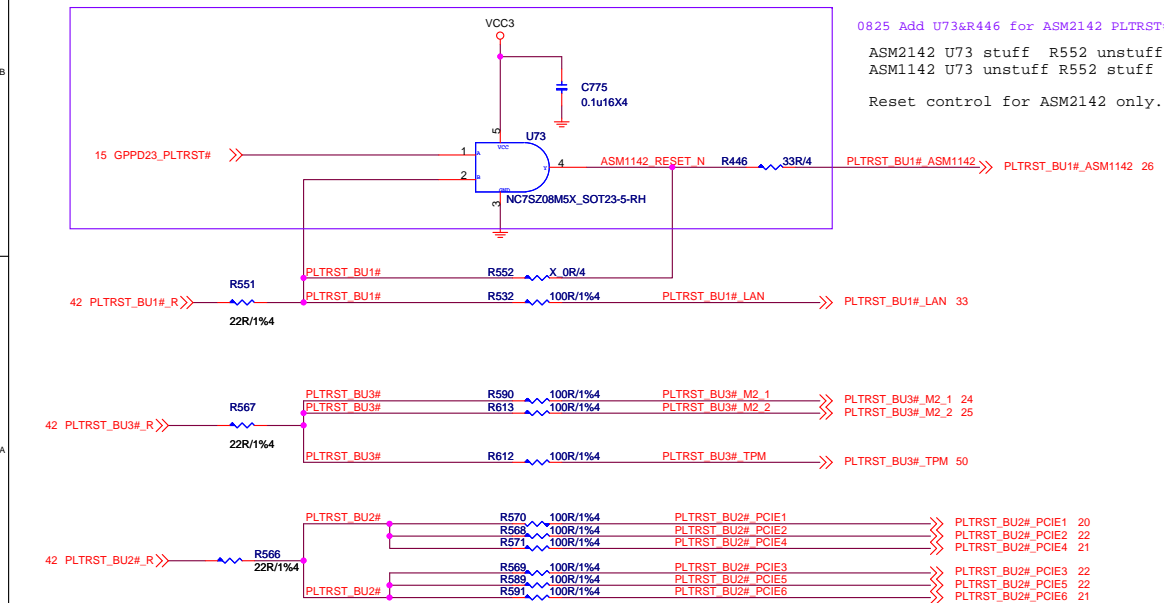 VCC3
0825 Add U73&R446 for ASM2142 PLTRST#
ASM2142 U73 stuff R552 unstuff
ASM1142 U73 unstuff R552 stuff
Reset control for ASM2142 only.
B
C775
0.1u16X4
U73
5
VCC
15 GPPD23_PLTRST#
1
A
2
B
4
Y
GND
3
NC7SZ08M5X_SOT23-5-RH
ASM1142_RESET_N
R446
33R/4
PLTRST_BU1#_ASM1142
PLTRST_BU1#_ASM1142 26
PLTRST_BU1#
R552
X_0R/4
42 PLTRST_BU1#_R
R551
22R/1%4
PLTRST_BU1#
R532
100R/1%4
PLTRST_BU1#_LAN
PLTRST_BU1#_LAN 33
PLTRST_BU3#
R590
100R/1%4
PLTRST_BU3#_M2_1
PLTRST_BU3#_M2_1 24
PLTRST_BU3#
R613
100R/1%4
PLTRST_BU3#_M2_2
PLTRST_BU3#_M2_2 25
42 PLTRST_BU3#_R
R567
22R/1%4
A
PLTRST_BU3#
R612
100R/1%4
PLTRST_BU3#_TPM
PLTRST_BU3#_TPM 50
PLTRST_BU2#
R570
100R/1%4
PLTRST_BU2#_PCIE1
PLTRST_BU2#_PCIE1 20
R568
100R/1%4
PLTRST_BU2#_PCIE2
PLTRST_BU2#_PCIE2 22
R571
100R/1%4
PLTRST_BU2#_PCIE4
PLTRST_BU2#_PCIE4 21
42 PLTRST_BU2#_R
R566
22R/1%4
R569
100R/1%4
PLTRST_BU2#_PCIE3
PLTRST_BU2#_PCIE3 22
R589
100R/1%4
PLTRST_BU2#_PCIE5
PLTRST_BU2#_PCIE5 22
PLTRST_BU2#
R591
100R/1%4
PLTRST_BU2#_PCIE6
PLTRST_BU2#_PCIE6 21